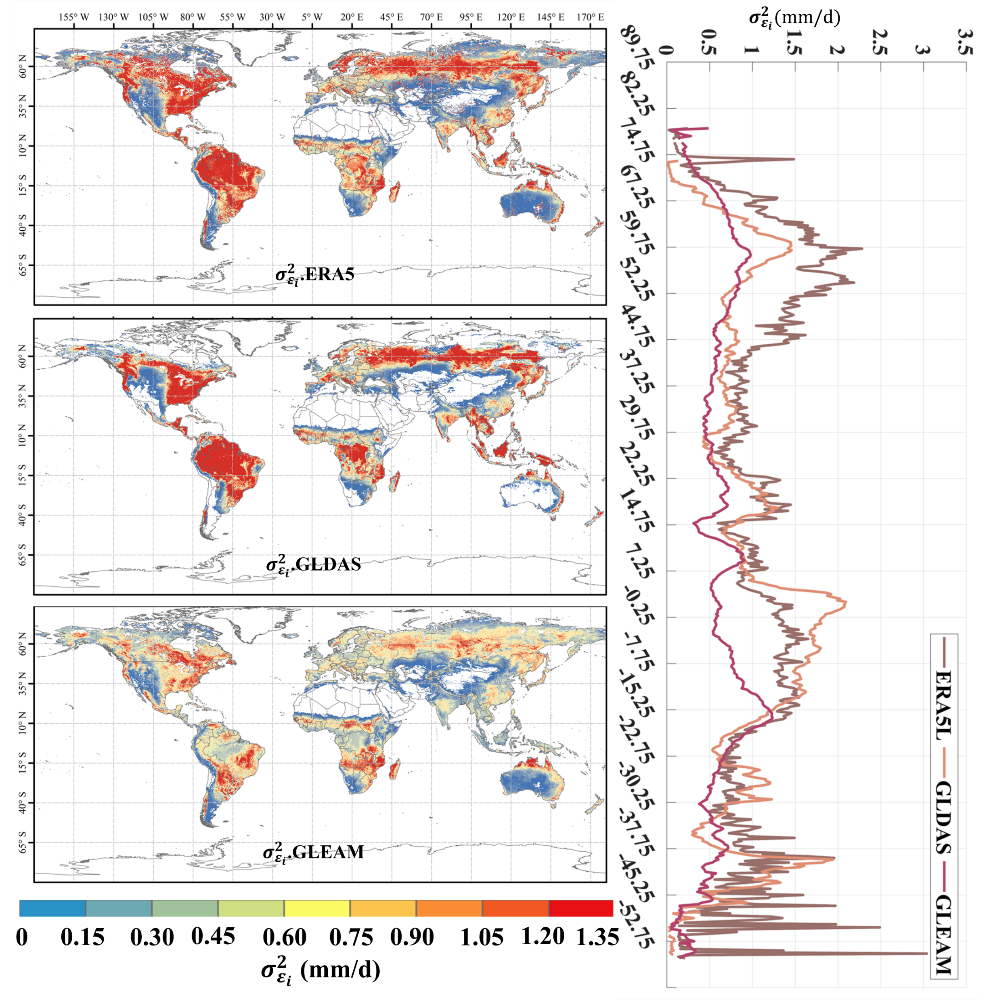 155° W 130° W 105° W 80° W 55° W 30° W 5° W 20° E 45° E 70° E 95° E 120° E 145° E 170° E
60° N
35° N
10° N
15° S
40° S
65° S
σ²εᵢ.ERA5
60° N
35° N
10° N
15° S
40° S
65° S
σ²εᵢ.GLDAS
60° N
35° N
10° N
15° S
40° S
65° S
σ²εᵢ.GLEAM
0 0.15 0.30 0.45 0.60 0.75 0.90 1.05 1.20 1.35
σ²εᵢ (mm/d)
σ²εᵢ(mm/d)
0 0.5 1 1.5 2 2.5 3 3.5
89.75
82.25
74.75
67.25
59.75
52.25
44.75
37.25
29.75
22.25
14.75
7.25
-0.25
-7.75
-15.25
-22.75
-30.25
-37.75
-45.25
-52.75
ERA5L GLDAS GLEAM